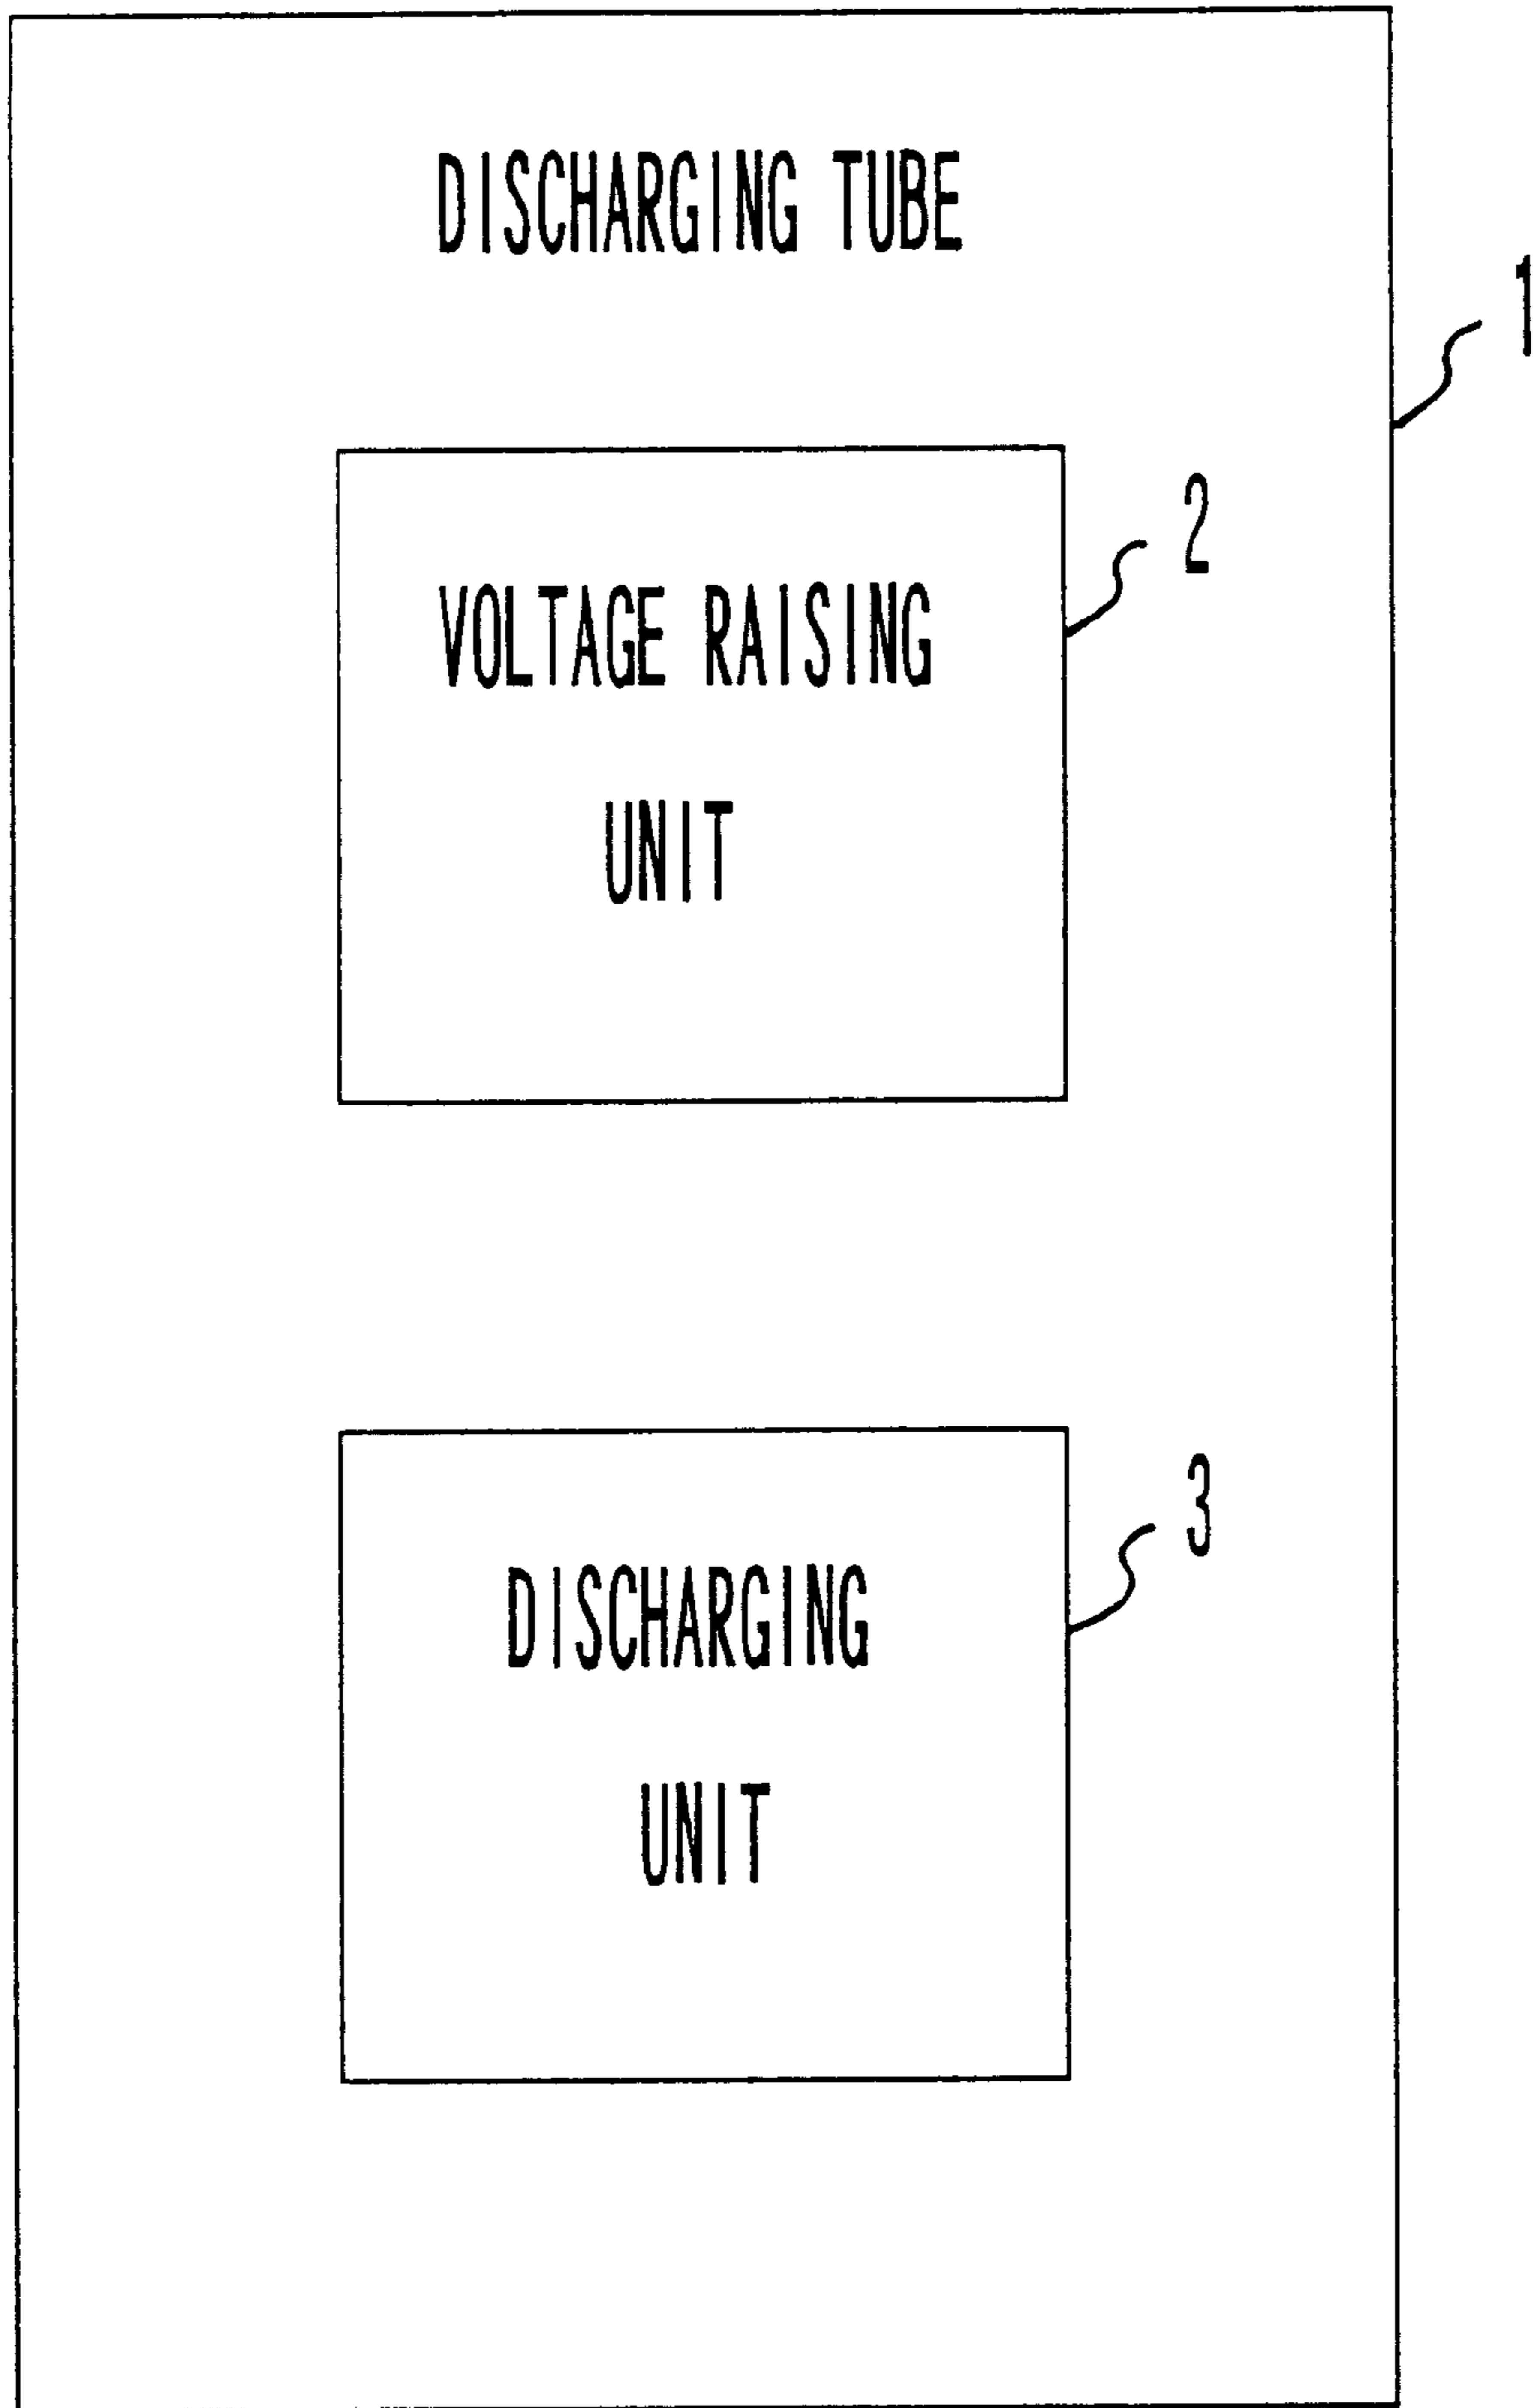 DISCHARGING TUBE
1
2
VOLTAGE RAISING
UNIT
3
DISCHARGING
UNIT